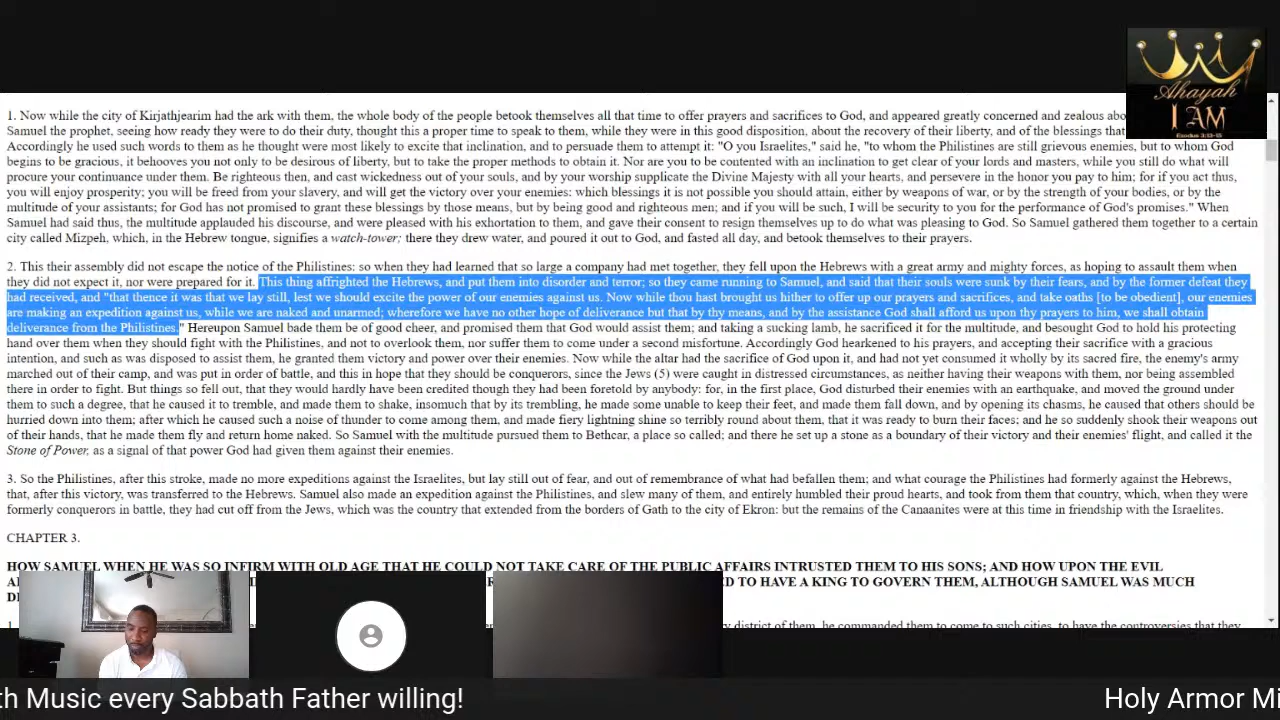 Ahayah
I AM
Exodus 3:13-15
1. Now while the city of Kirjathjearim had the ark with them, the whole body of the people betook themselves all that time to offer prayers and sacrifices to God, and appeared greatly concerned and zealous
Samuel the prophet, seeing how ready they were to do their duty, thought this a proper time to speak to them, while they were in this good disposition, about the recovery of their liberty, and of the blessings that
Accordingly he used such words to them as he thought were most likely to excite that inclination, and to persuade them to attempt it: "O you Israelites," said he, "to whom the Philistines are still grievous enemies, but to whom God
begins to be gracious, it behooves you not only to be desirous of liberty, but to take the proper methods to obtain it. Nor are you to be contented with an inclination to get clear of your lords and masters, while you still do what will
procure your continuance under them. Be righteous then, and cast wickedness out of your souls, and by your worship supplicate the Divine Majesty with all your hearts, and persevere in the honor you pay to him; for if you act thus,
you will enjoy prosperity; you will be freed from your slavery, and will get the victory over your enemies: which blessings it is not possible you should attain, either by weapons of war, or by the strength of your bodies, or by the
multitude of your assistants; for God has not promised to grant these blessings by those means, but by being good and righteous men; and if you will be such, I will be security to you for the performance of God's promises." When
Samuel had said thus, the multitude applauded his discourse, and were pleased with his exhortation to them, and gave their consent to resign themselves up to do what was pleasing to God. So Samuel gathered them together to a certain
city called Mizpeh, which, in the Hebrew tongue, signifies a watch-tower; there they drew water, and poured it out to God, and fasted all day, and betook themselves to their prayers.
2. This their assembly did not escape the notice of the Philistines: so when they had learned that so large a company had met together, they fell upon the Hebrews with a great army and mighty forces, as hoping to assault them when
they did not expect it, nor were prepared for it. This thing affrighted the Hebrews, and put them into disorder and terror; so they came running to Samuel, and said that their souls were sunk by their fears, and by the former defeat they
had received, and "that thence it was that we lay still, lest we should excite the power of our enemies against us. Now while thou hast brought us hither to offer up our prayers and sacrifices, and take oaths [to be obedient], our enemies
are making an expedition against us, while we are naked and unarmed; wherefore we have no other hope of deliverance but that by thy means, and by the assistance God shall afford us upon thy prayers to him, we shall obtain
deliverance from the Philistines." Hereupon Samuel bade them be of good cheer, and promised them that God would assist them; and taking a sucking lamb, he sacrificed it for the multitude, and besought God to hold his protecting
hand over them when they should fight with the Philistines, and not to overlook them, nor suffer them to come under a second misfortune. Accordingly God hearkened to his prayers, and accepting their sacrifice with a gracious
intention, and such as was disposed to assist them, he granted them victory and power over their enemies. Now while the altar had the sacrifice of God upon it, and had not yet consumed it wholly by its sacred fire, the enemy's army
marched out of their camp, and was put in order of battle, and this in hope that they should be conquerors, since the Jews (5) were caught in distressed circumstances, as neither having their weapons with them, nor being assembled
there in order to fight. But things so fell out, that they would hardly have been credited though they had been foretold by anybody: for, in the first place, God disturbed their enemies with an earthquake, and moved the ground under
them to such a degree, that he caused it to tremble, and made them to shake, insomuch that by its trembling, he made some unable to keep their feet, and made them fall down, and by opening its chasms, he caused that others should be
hurried down into them; after which he caused such a noise of thunder to come among them, and made fiery lightning shine so terribly round about them, that it was ready to burn their faces; and he so suddenly shook their weapons out
of their hands, that he made them fly and return home naked. So Samuel with the multitude pursued them to Bethcar, a place so called; and there he set up a stone as a boundary of their victory and their enemies' flight, and called it the
Stone of Power, as a signal of that power God had given them against their enemies.
3. So the Philistines, after this stroke, made no more expeditions against the Israelites, but lay still out of fear, and out of remembrance of what had befallen them; and what courage the Philistines had formerly against the Hebrews,
that, after this victory, was transferred to the Hebrews. Samuel also made an expedition against the Philistines, and slew many of them, and entirely humbled their proud hearts, and took from them that country, which, when they were
formerly conquerors in battle, they had cut off from the Jews, which was the country that extended from the borders of Gath to the city of Ekron: but the remains of the Canaanites were at this time in friendship with the Israelites.
CHAPTER 3.
HOW SAMUEL WHEN HE WAS SO INFIRM WITH OLD AGE THAT HE COULD NOT TAKE CARE OF THE PUBLIC AFFAIRS INTRUSTED THEM TO HIS SONS; AND HOW UPON THE EVIL
TO HAVE A KING TO GOVERN THEM, ALTHOUGH SAMUEL WAS MUCH
district of them, he commanded them to come to such cities, to have the controversies that they
th Music every Sabbath Father willing!
Holy Armor Mi